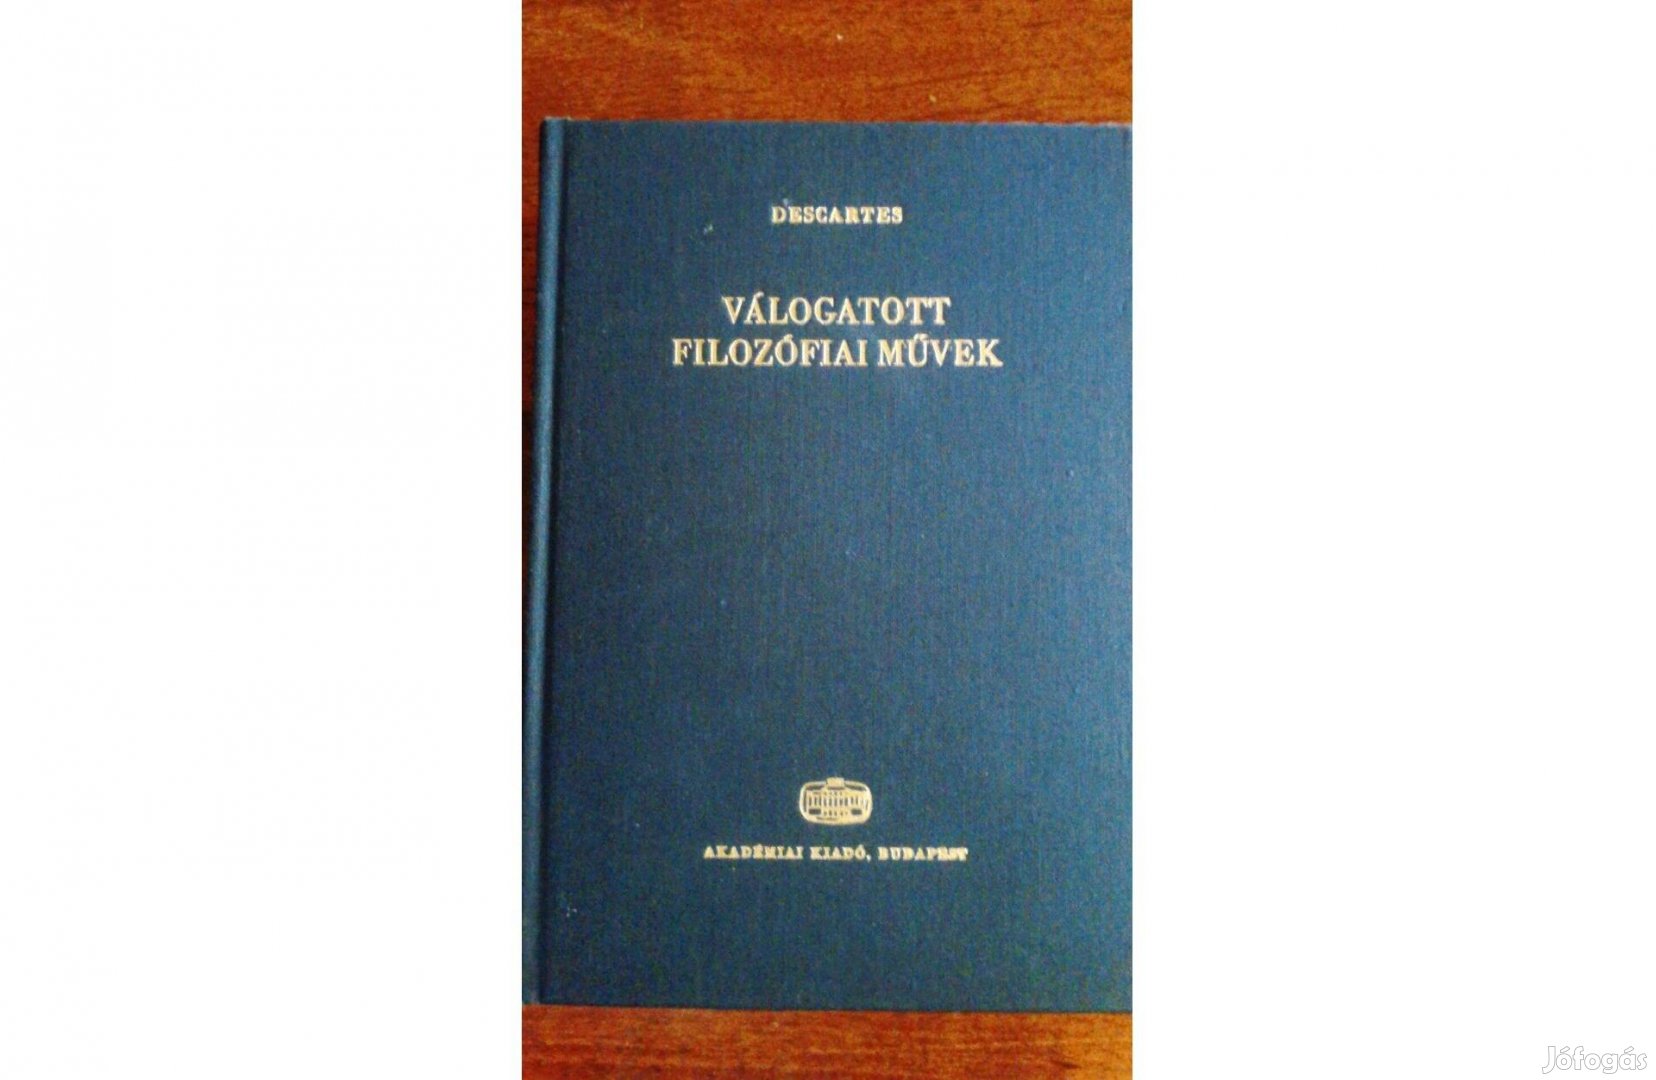 DESCARTES
VÁLOGATOTT
FILOZÓFIAI MŰVEK
AKADÉMIAI KIADÓ, BUDAPEST
Jófogás